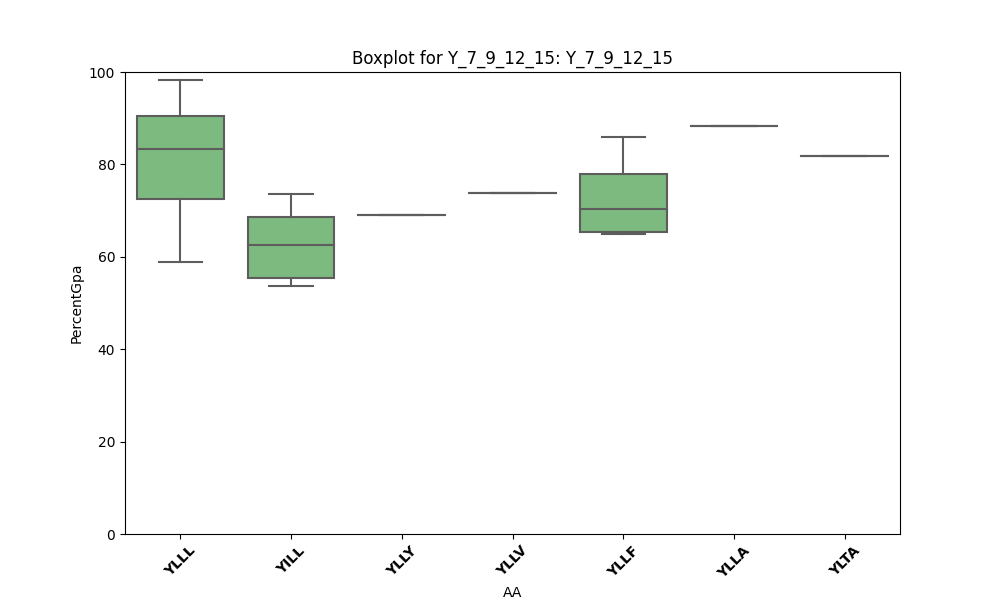 Boxplot for Y_7_9_12_15: Y_7_9_12_15
100
80
60
40
20
0
PercentGpa
YLLL
YILL
YLLY
YLLV
YLLF
YLLA
YLTA
AA